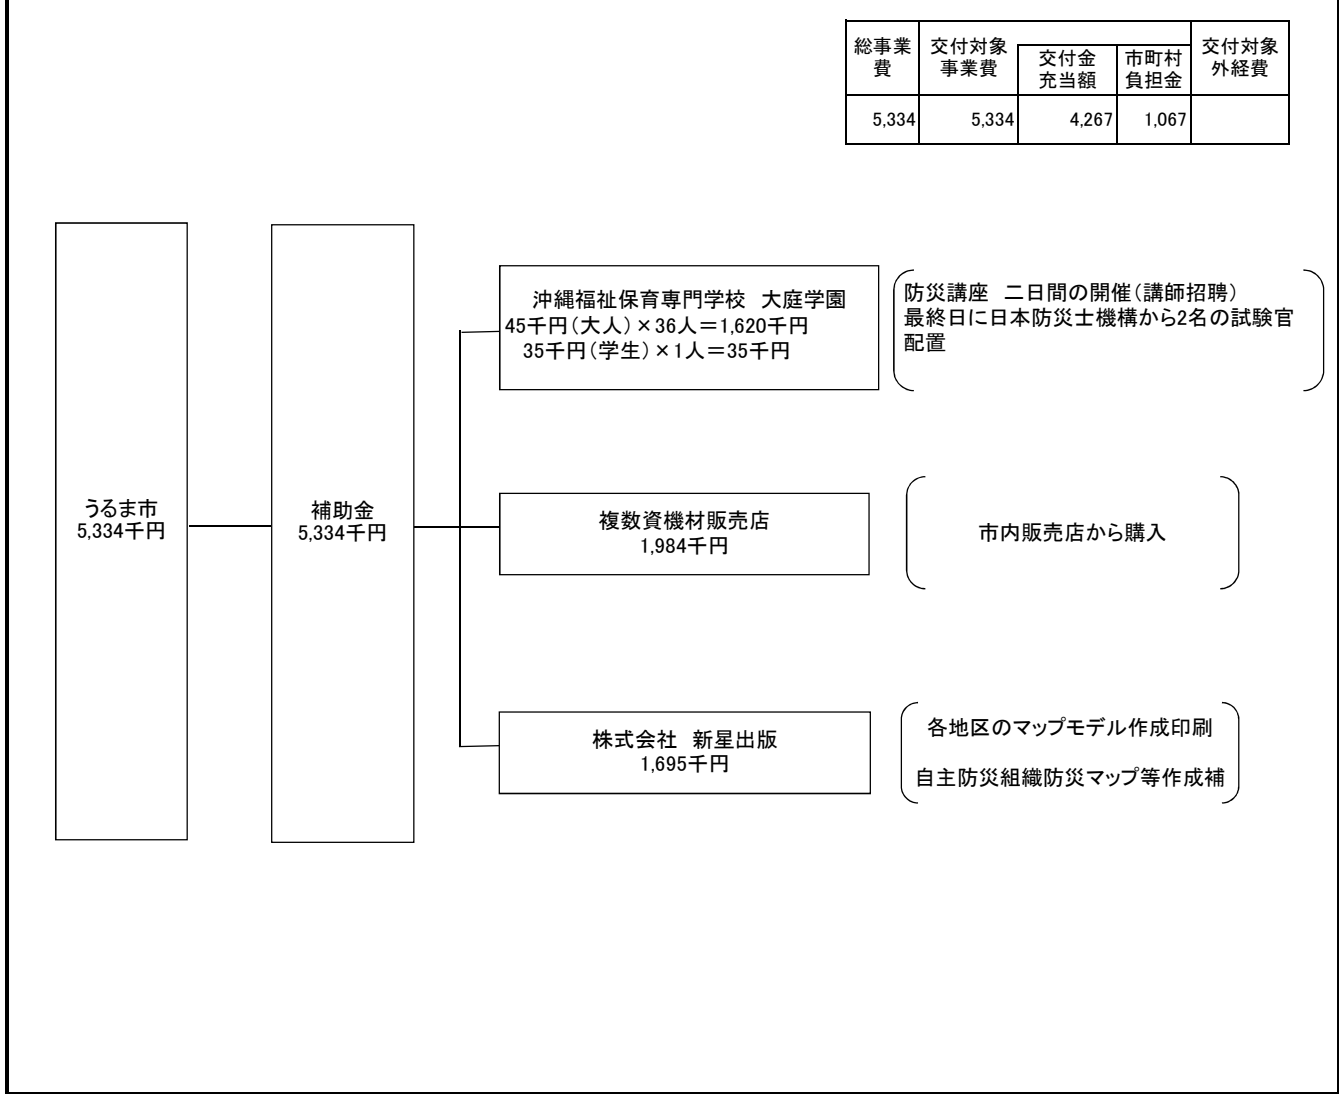 総事業費
交付対象事業費
交付金充当額
市町村負担金
交付対象外経費
5,334
5,334
4,267
1,067
うるま市
5,334千円
補助金
5,334千円
沖縄福祉保育専門学校　大庭学園
45千円（大人）×36人＝1,620千円
35千円（学生）×1人＝35千円
防災講座　二日間の開催（講師招聘）
最終日に日本防災士機構から2名の試験官
配置
複数資機材販売店
1,984千円
市内販売店から購入
株式会社　新星出版
1,695千円
各地区のマップモデル作成印刷
自主防災組織防災マップ等作成補